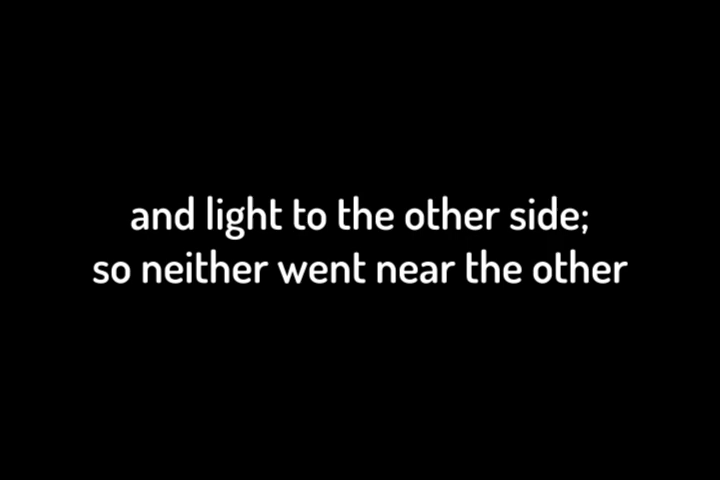 and light to the other side;
so neither went near the other